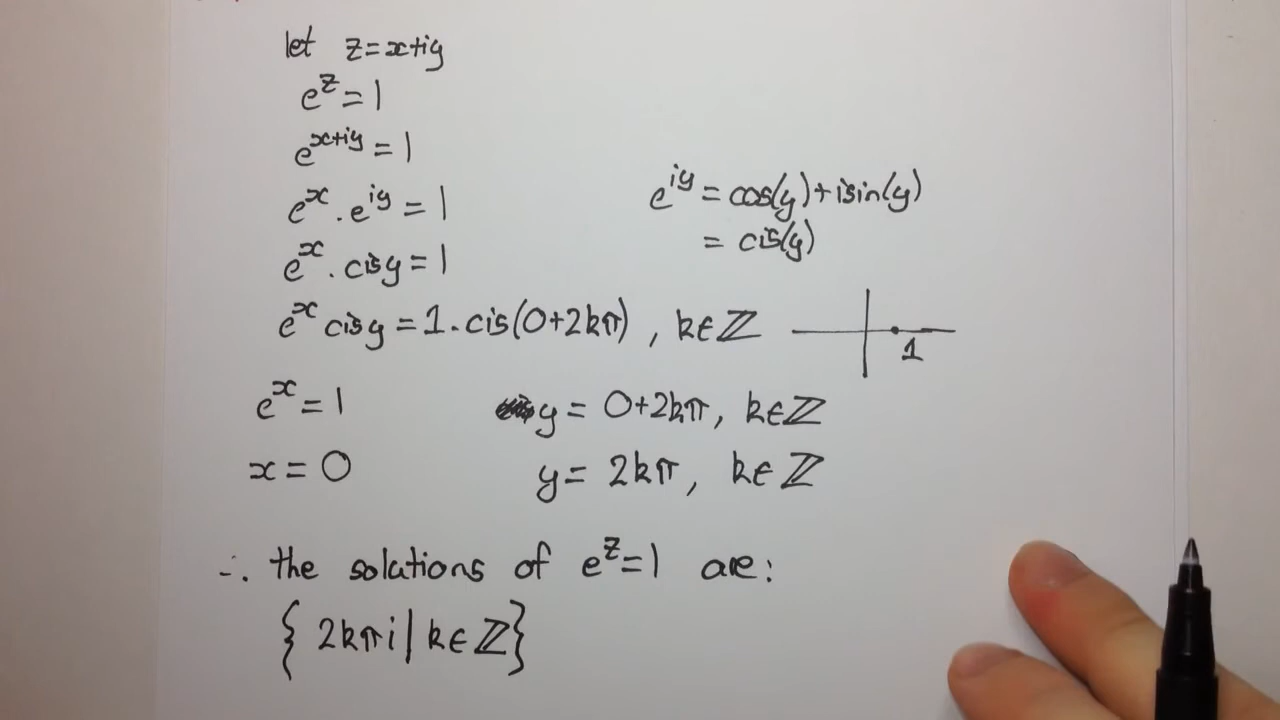 let z=x+iy
e^z=1
e^(x+iy)=1
e^x.e^(iy)=1
e^(iy)=cos(y)+isin(y)
=cis(y)
e^x.cisy=1
e^x cisy=1.cis(0+2kπ), k∈ℤ
1
e^x=1
y=0+2kπ, k∈ℤ
x=0
y=2kπ, k∈ℤ
∴ the solutions of e^z=1 are:
{2kπi|k∈ℤ}